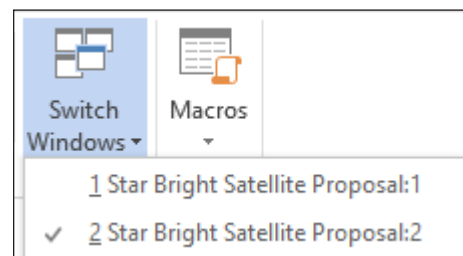 Switch
Windows
Macros
1 Star Bright Satellite Proposal:1
2 Star Bright Satellite Proposal:2